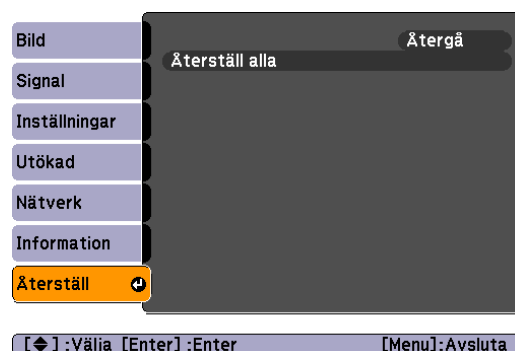 Bild
Signal
Inställningar
Utökad
Nätverk
Information
Återställ
Återgå
Återställ alla
[◆]:Välja [Enter]:Enter [Menu]:Avsluta